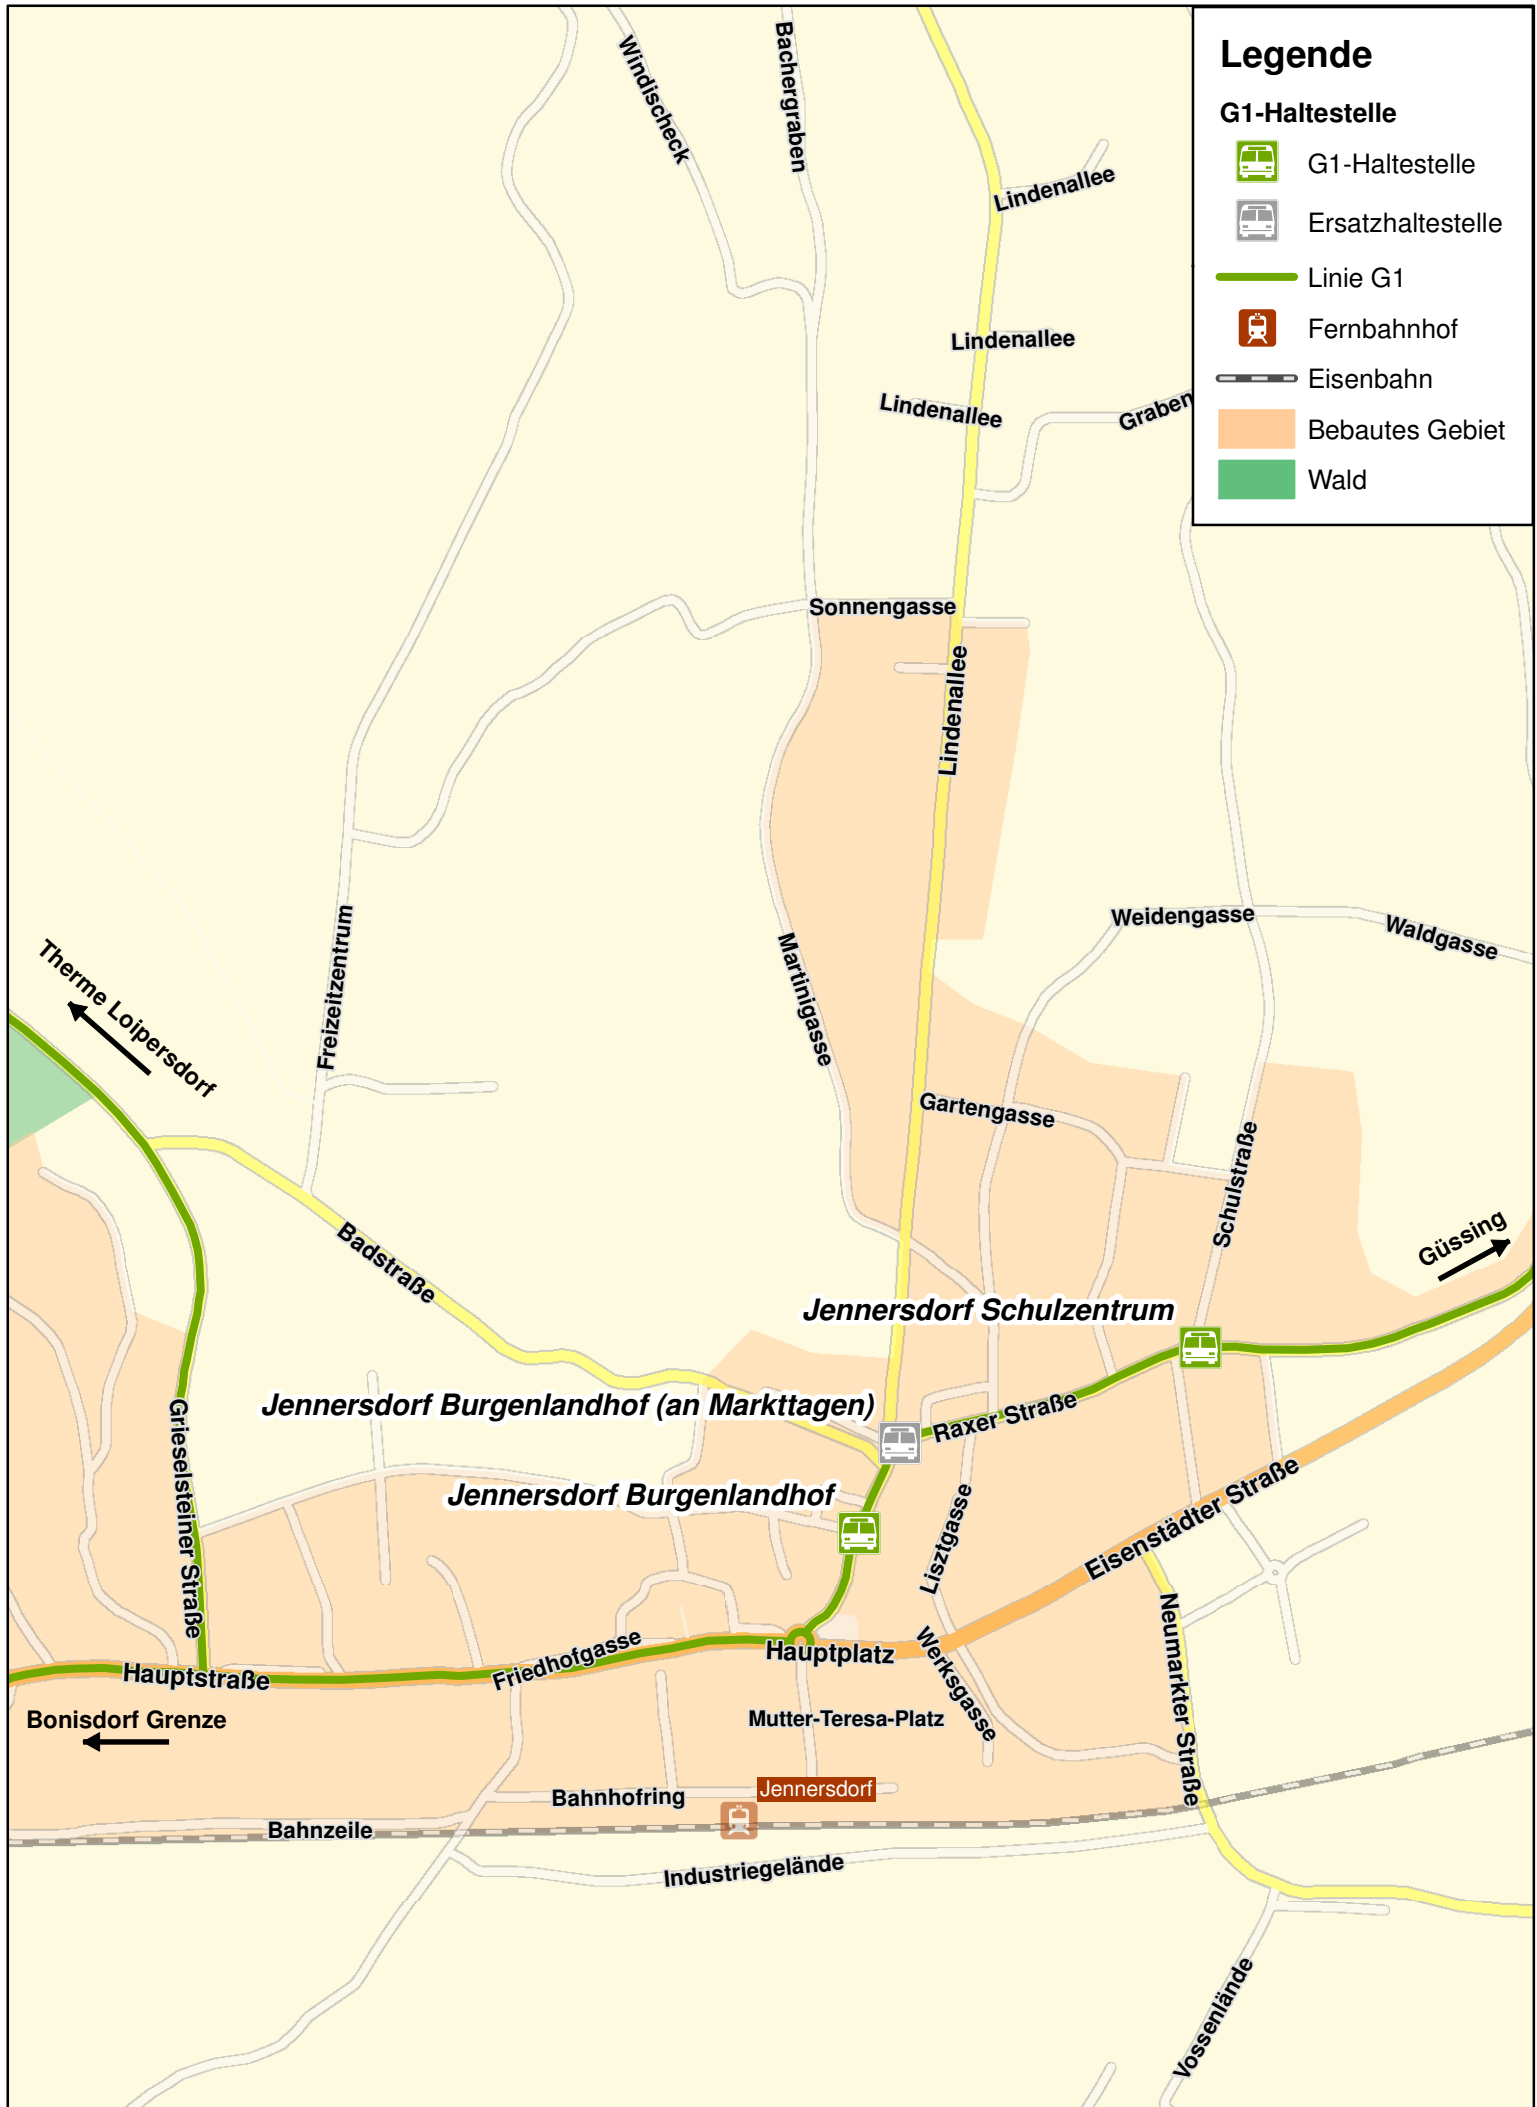 Legende
G1-Haltestelle
G1-Haltestelle
Ersatzhaltestelle
Linie G1
Fernbahnhof
Eisenbahn
Bebautes Gebiet
Wald
Windischeck
Bachergraben
Lindenallee
Lindenallee
Lindenallee
Graben
Sonnengasse
Lindenallee
Weidengasse
Waldgasse
Freizeitzentrum
Martinigasse
Therme Loipersdorf
Gartengasse
Schulstraße
Badstraße
Güssing
Jennersdorf Schulzentrum
Jennersdorf Burgenlandhof (an Markttagen)
Raxer Straße
Grieselsteiner Straße
Jennersdorf Burgenlandhof
Lisztgasse
Eisenstädter Straße
Neumarkter Straße
Hauptstraße
Friedhofgasse
Hauptplatz
Werksgasse
Bonisdorf Grenze
Mutter-Teresa-Platz
Jennersdorf
Bahnhofring
Bahnzeile
Industriegelände
Vossenlände